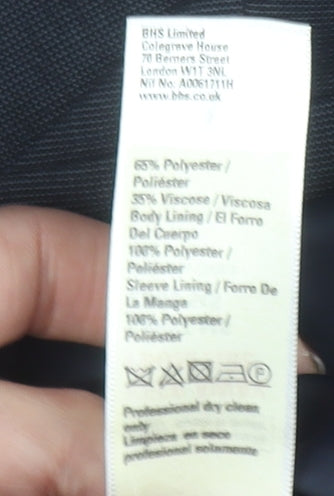 BHS Limited
Colegrave House
70 Berners Street
London W1T 3NL
Nif No: A0061711H
www.bhs.co.uk
65% Polyester /
Poliéster
35% Viscose / Viscosa
Body Lining / El Forro
Del Cuerpo
100% Polyester /
Poliéster
Sleeve Lining / Forro De
La Manga
100% Polyester /
Poliéster
P
Professional dry clean
only
Limpieza en seco
profesional solamente